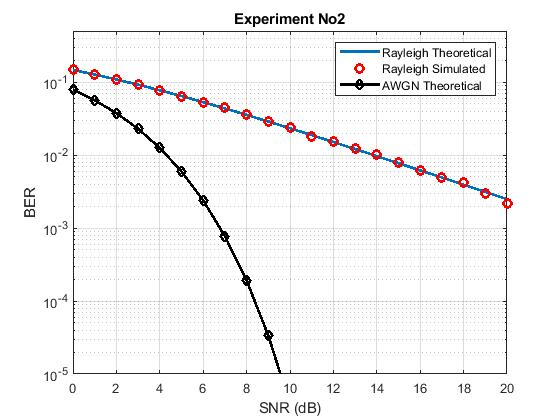 Experiment No2
Rayleigh Theoretical
Rayleigh Simulated
AWGN Theoretical
BER
10^-1
10^-2
10^-3
10^-4
10^-5
0 2 4 6 8 10 12 14 16 18 20
SNR (dB)